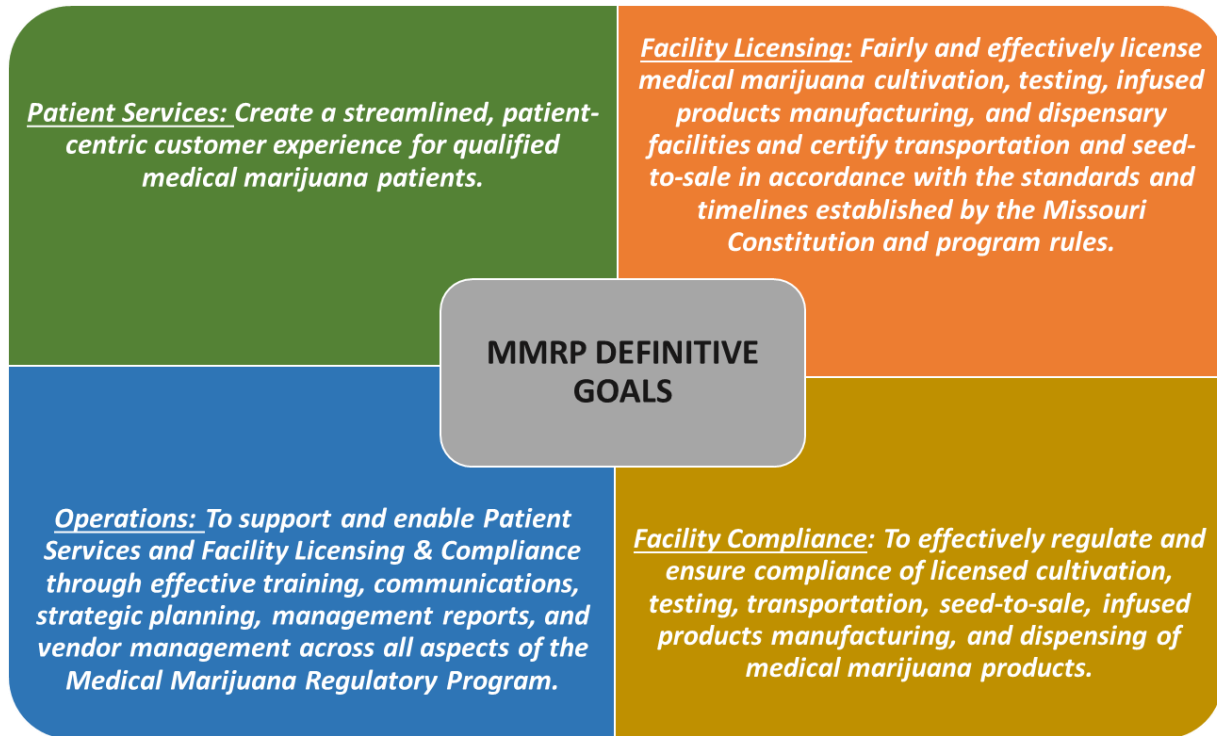 Patient Services: Create a streamlined, patient-
centric customer experience for qualified
medical marijuana patients.
Facility Licensing: Fairly and effectively license
medical marijuana cultivation, testing, infused
products manufacturing, and dispensary
facilities and certify transportation and seed-
to-sale in accordance with the standards and
timelines established by the Missouri
Constitution and program rules.
MMRP DEFINITIVE
GOALS
Operations: To support and enable Patient
Services and Facility Licensing & Compliance
through effective training, communications,
strategic planning, management reports, and
vendor management across all aspects of the
Medical Marijuana Regulatory Program.
Facility Compliance: To effectively regulate and
ensure compliance of licensed cultivation,
testing, transportation, seed-to-sale, infused
products manufacturing, and dispensing of
medical marijuana products.